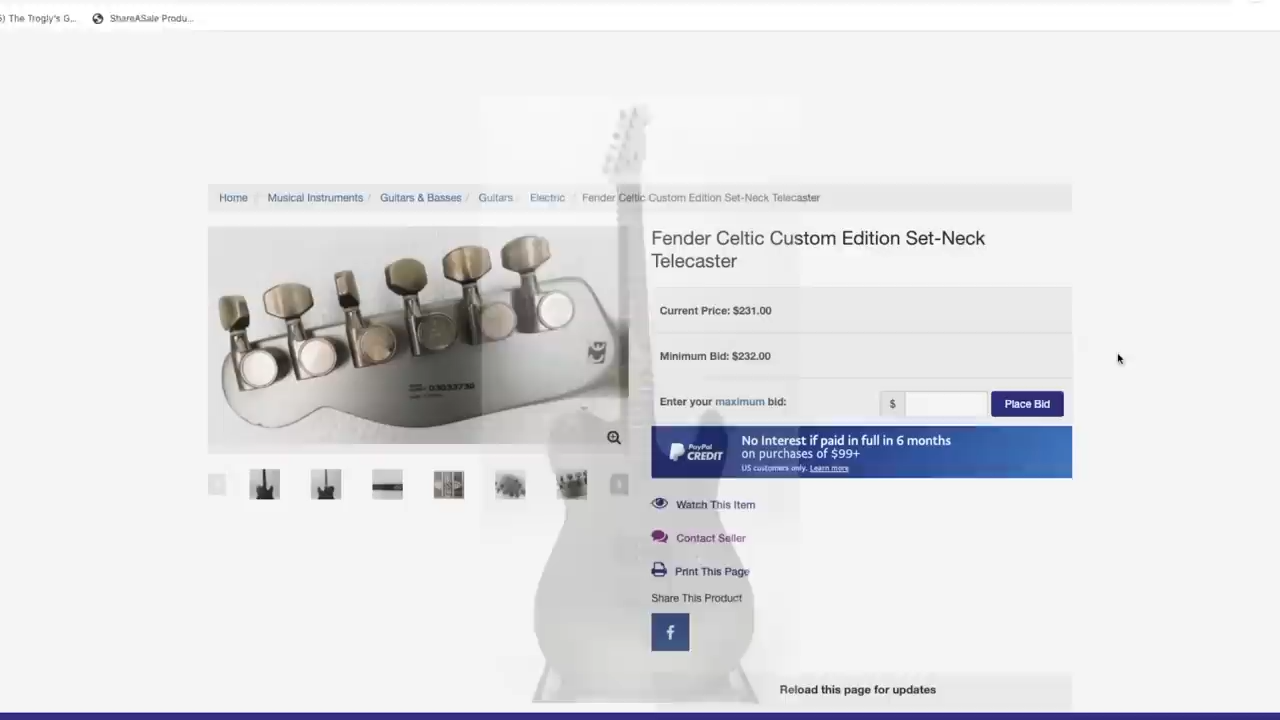 ) The Trogly's G...
ShareASale Produ...
Home / Musical Instruments / Guitars & Basses / Guitars / Electric / Fender Celtic Custom Edition Set-Neck Telecaster
Fender Celtic Custom Edition Set-Neck
Telecaster
Current Price: $231.00
Minimum Bid: $232.00
Enter your maximum bid:
$
Place Bid
PayPal
CREDIT
No Interest if paid in full in 6 months
on purchases of $99+
US customers only. Learn more
Watch This Item
Contact Seller
Print This Page
Share This Product
f
Reload this page for updates